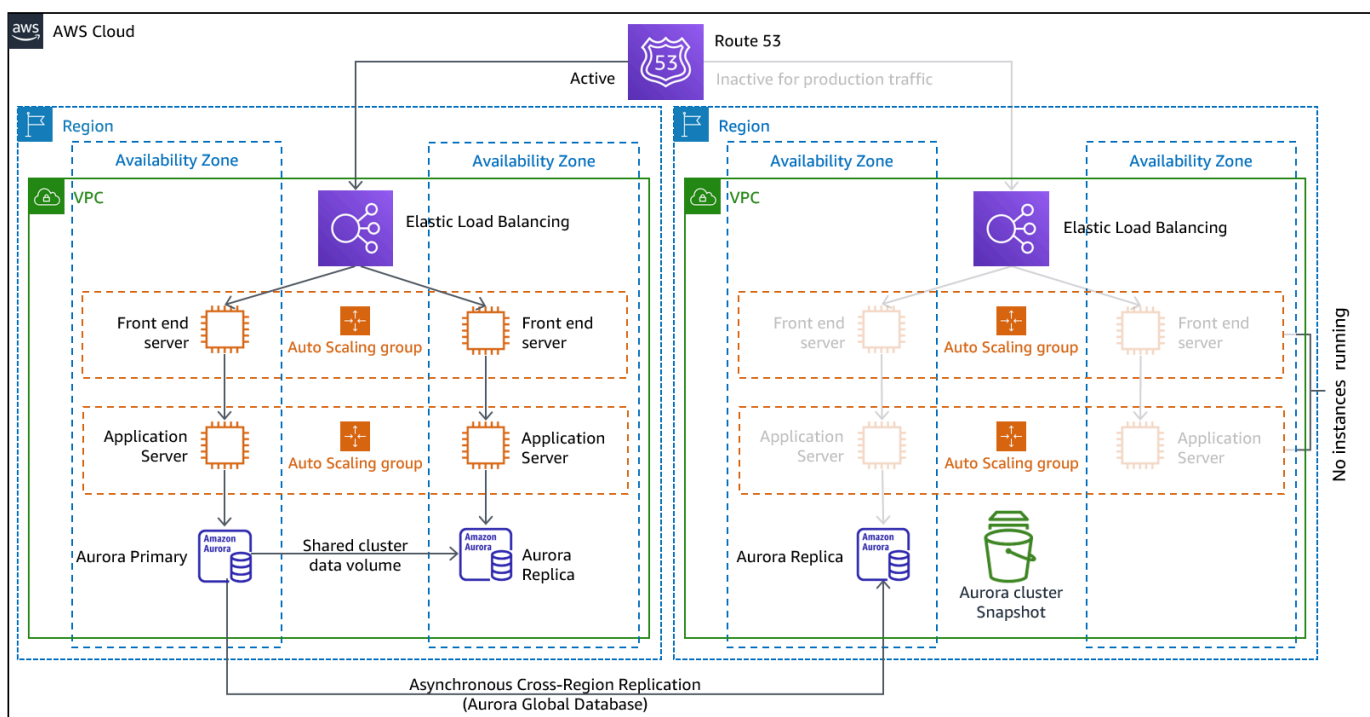 aws
AWS Cloud
Route 53
53
Active
Inactive for production traffic
Region
Availability Zone
Availability Zone
VPC
Elastic Load Balancing
Front end
server
Auto Scaling group
Front end
server
Application
Server
Auto Scaling group
Application
Server
Aurora Primary
Amazon
Aurora
Shared cluster
data volume
Amazon
Aurora
Aurora
Replica
Region
Availability Zone
Availability Zone
VPC
Elastic Load Balancing
Front end
server
Auto Scaling group
Front end
server
Application
Server
Auto Scaling group
Application
Server
No instances running
Aurora Replica
Amazon
Aurora
Aurora cluster
Snapshot
Asynchronous Cross-Region Replication
(Aurora Global Database)